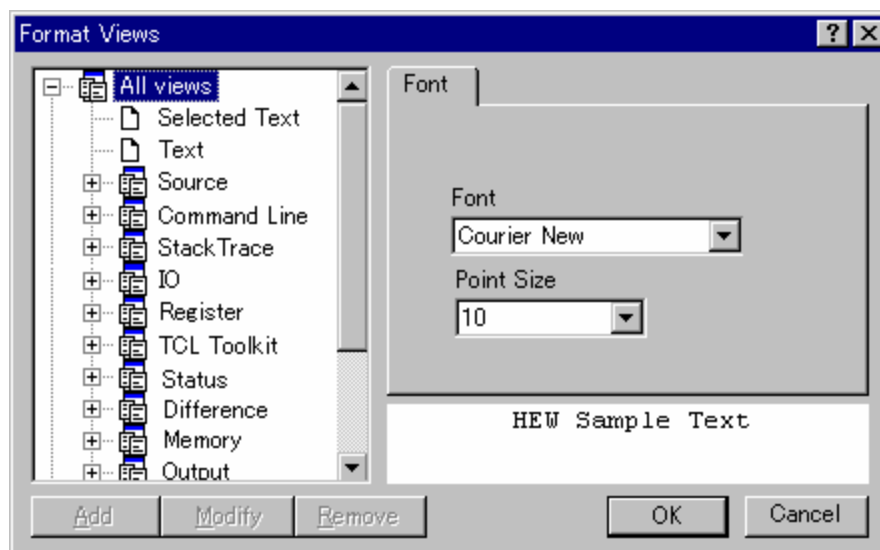 Format Views
All views
Selected Text
Text
Source
Command Line
StackTrace
IO
Register
TCL Toolkit
Status
Difference
Memory
Output
Font
Font
Courier New
Point Size
10
HEW Sample Text
Add Modify Remove OK Cancel